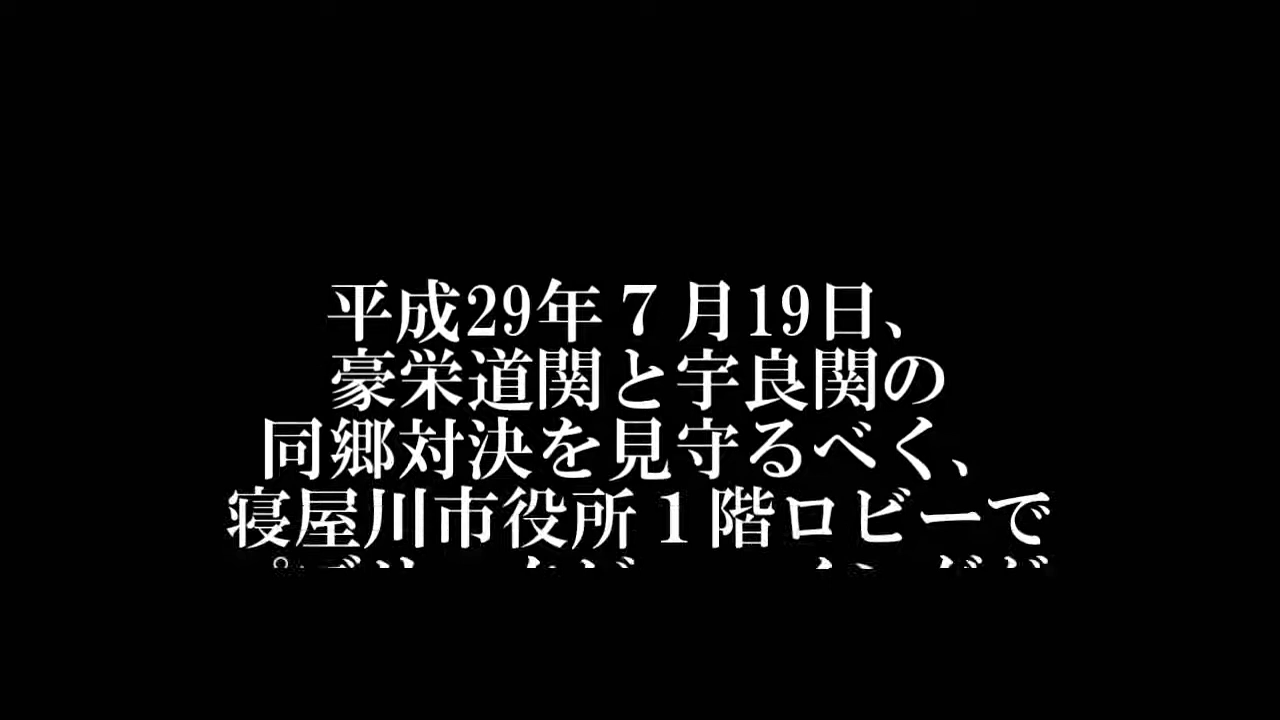 平成29年７月19日、
豪栄道関と宇良関の
同郷対決を見守るべく、
寝屋川市役所１階ロビーで